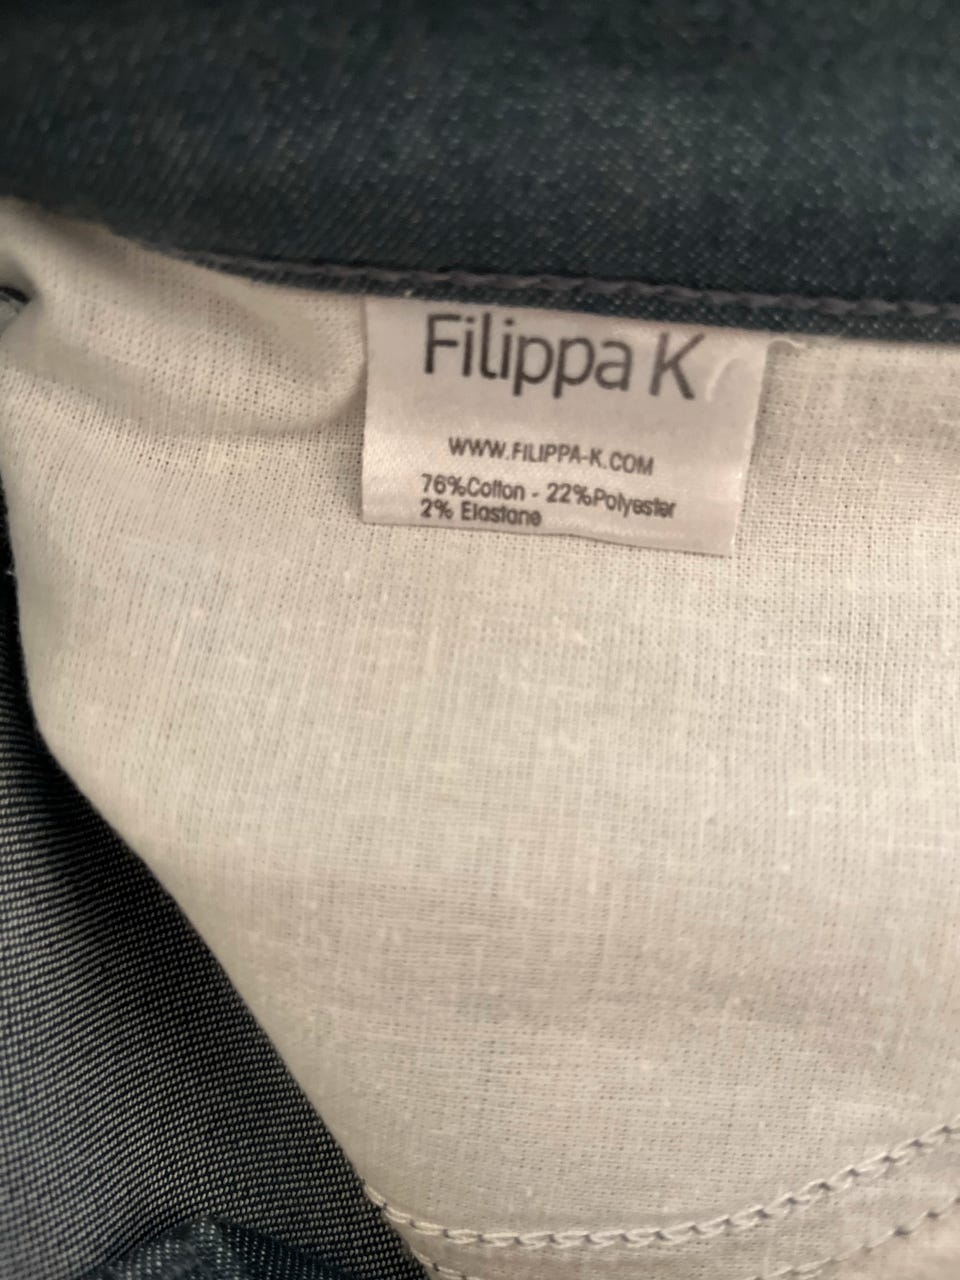 Filippa K
WWW.FILIPPA-K.COM
76%Cotton - 22%Polyester
2% Elastane